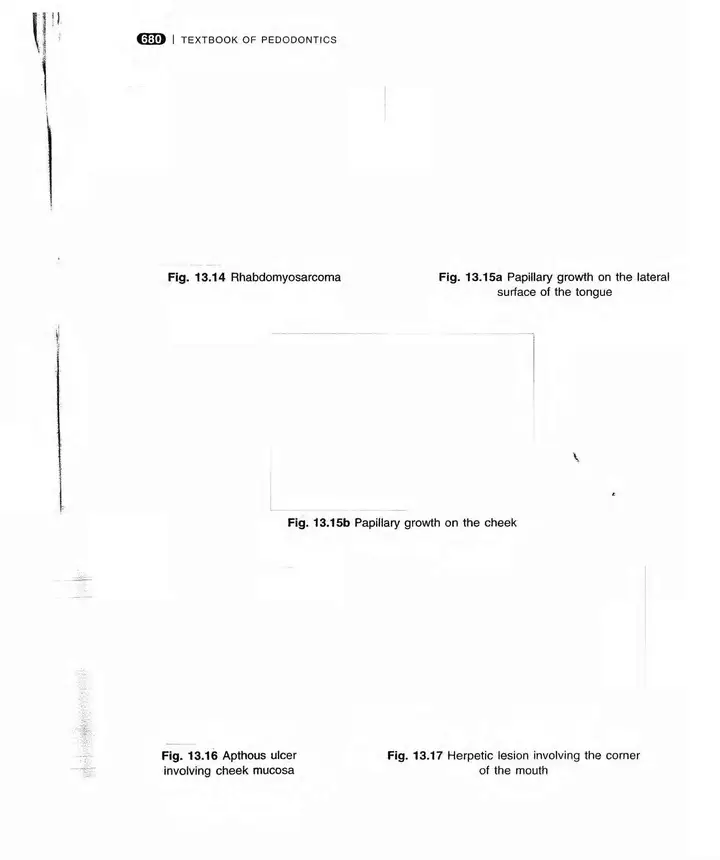 680 | TEXTBOOK OF PEDODONTICS
Fig. 13.14 Rhabdomyosarcoma
Fig. 13.15a Papillary growth on the lateral
surface of the tongue
Fig. 13.15b Papillary growth on the cheek
Fig. 13.16 Apthous ulcer
involving cheek mucosa
Fig. 13.17 Herpetic lesion involving the corner
of the mouth